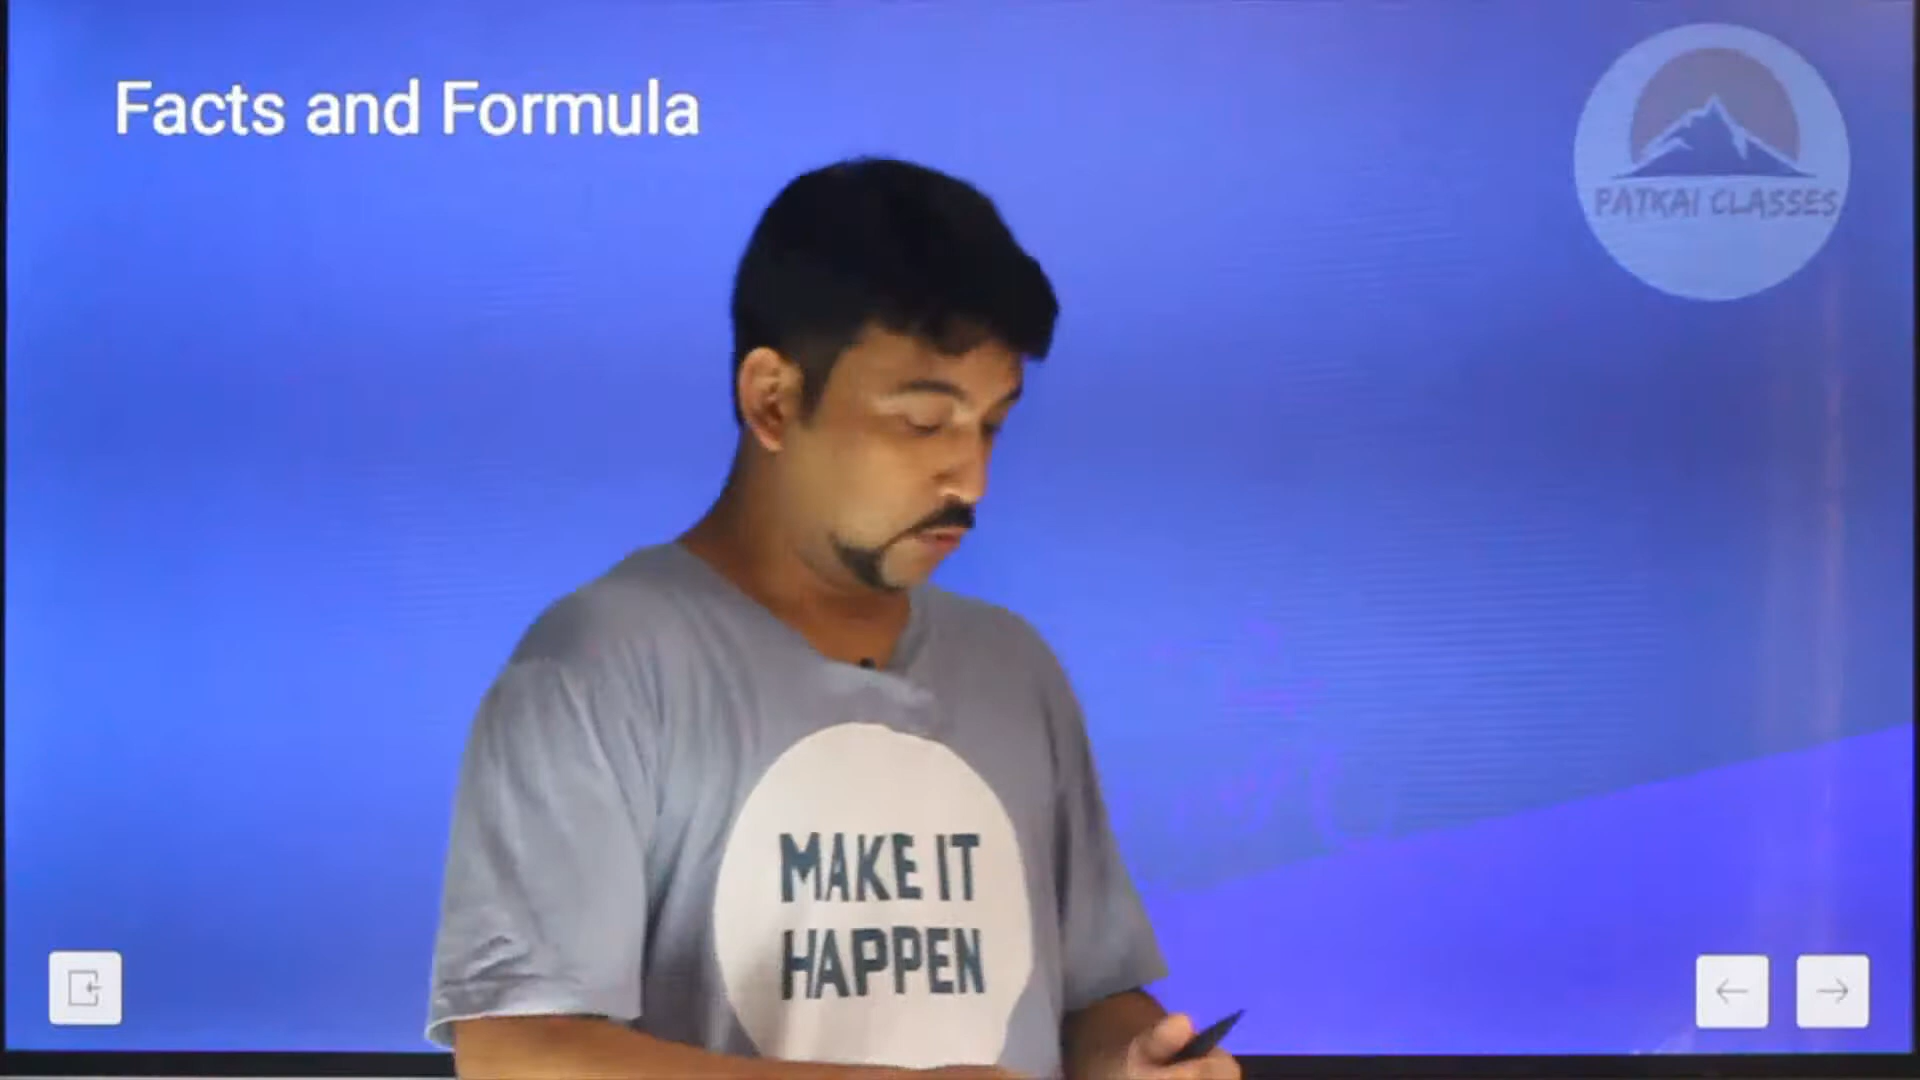 Facts and Formula
PATKAI CLASSES
MAKE IT
HAPPEN